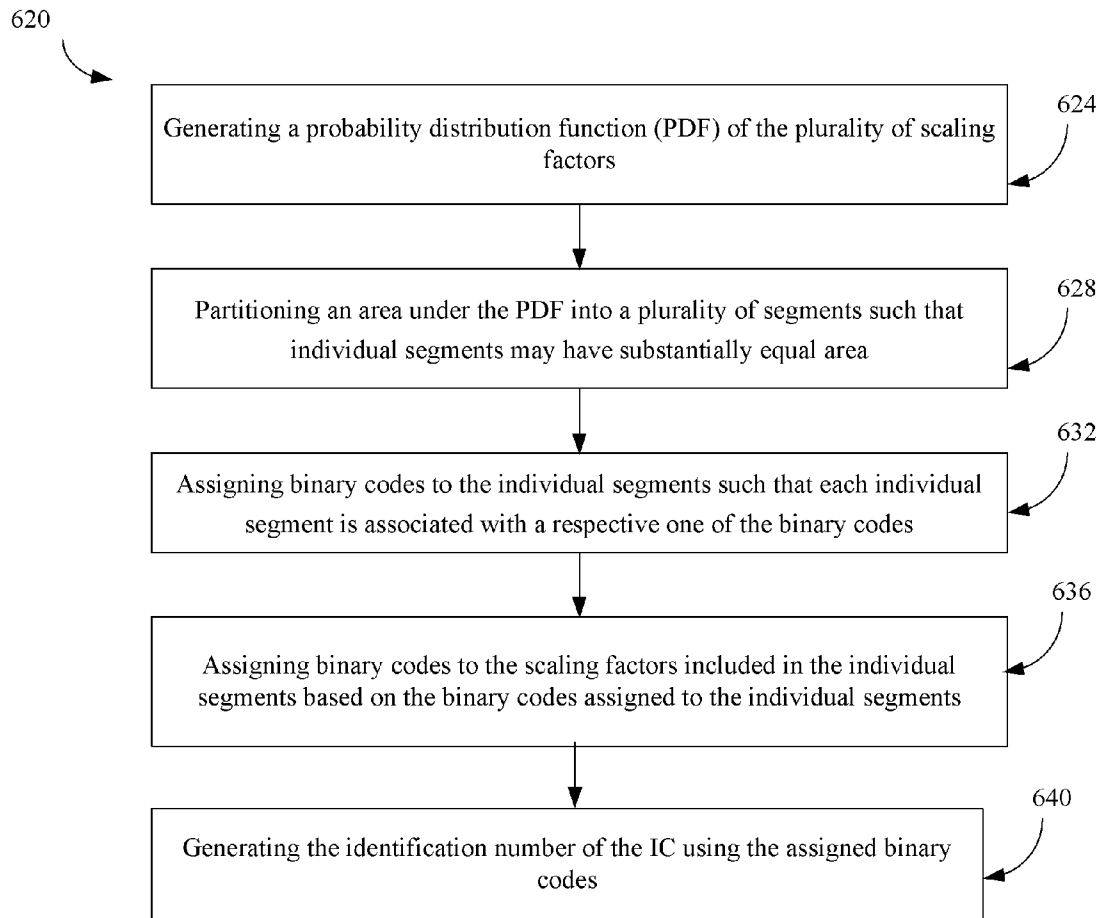 620
624
Generating a probability distribution function (PDF) of the plurality of scaling
factors
628
Partitioning an area under the PDF into a plurality of segments such that
individual segments may have substantially equal area
632
Assigning binary codes to the individual segments such that each individual
segment is associated with a respective one of the binary codes
636
Assigning binary codes to the scaling factors included in the individual
segments based on the binary codes assigned to the individual segments
640
Generating the identification number of the IC using the assigned binary
codes